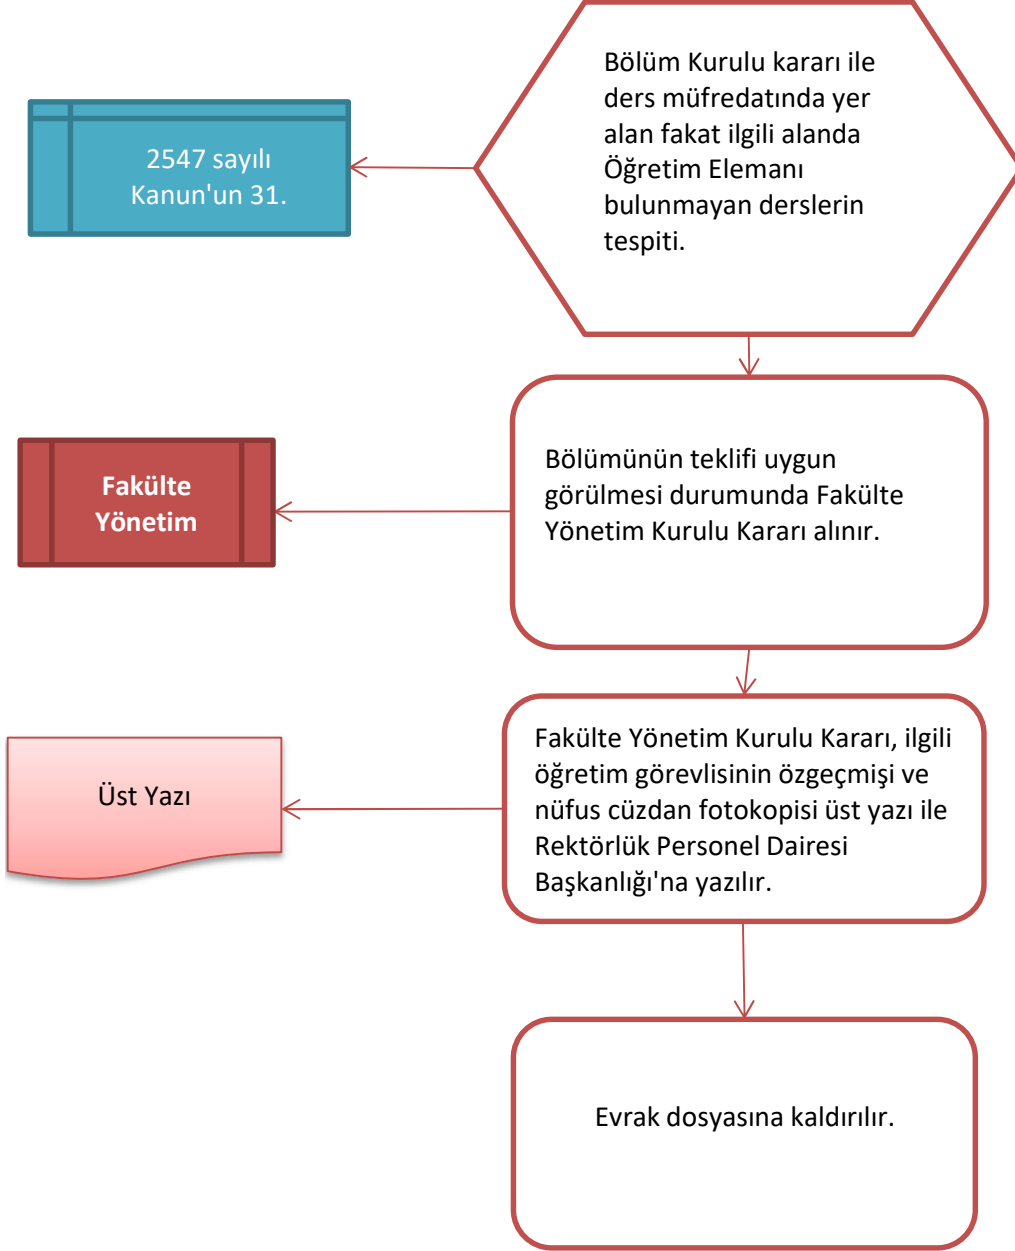 Bölüm Kurulu kararı ile
ders müfredatında yer
alan fakat ilgili alanda
Öğretim Elemanı
bulunmayan derslerin
tespiti.
2547 sayılı
Kanun'un 31.
Bölümünün teklifi uygun
görülmesi durumunda Fakülte
Yönetim Kurulu Kararı alınır.
Fakülte
Yönetim
Fakülte Yönetim Kurulu Kararı, ilgili
öğretim görevlisinin özgeçmişi ve
nüfus cüzdan fotokopisi üst yazı ile
Rektörlük Personel Dairesi
Başkanlığı'na yazılır.
Üst Yazı
Evrak dosyasına kaldırılır.